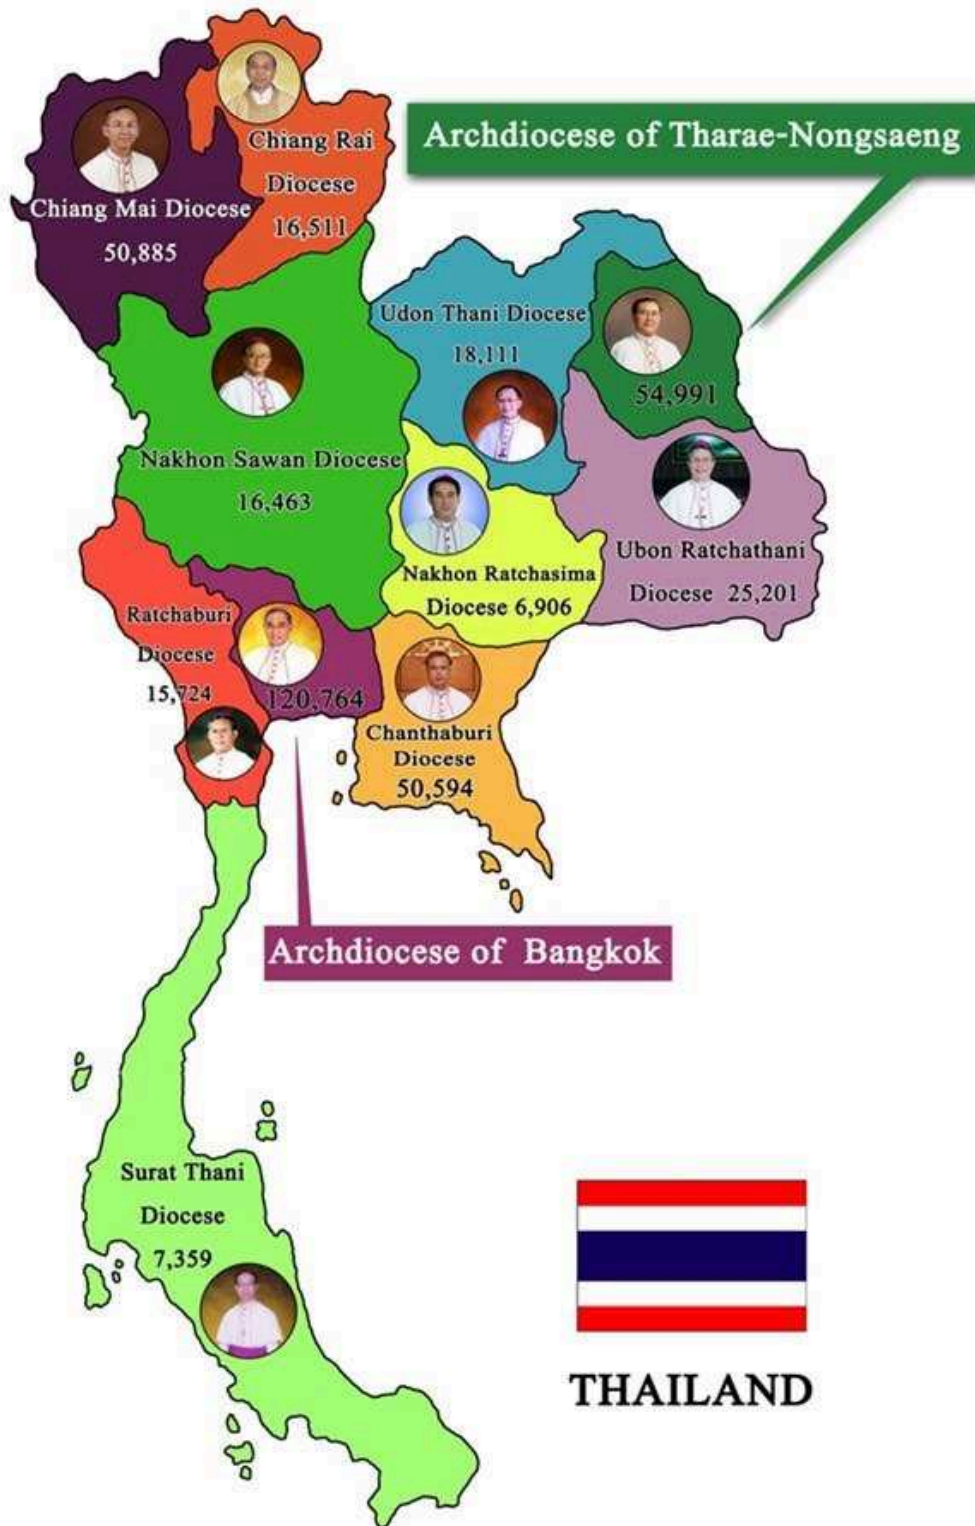 Chiang Rai
Diocese
16,511
Archdiocese of Tharae-Nongsaeng
Chiang Mai Diocese
50,885
Udon Thani Diocese
18,111
54,991
Nakhon Sawan Diocese
16,463
Ubon Ratchathani
Diocese 25,201
Nakhon Ratchasima
Diocese 6,906
Ratchaburi
Diocese
15,724
120,764
Chanthaburi
Diocese
50,594
Archdiocese of Bangkok
Surat Thani
Diocese
7,359
THAILAND